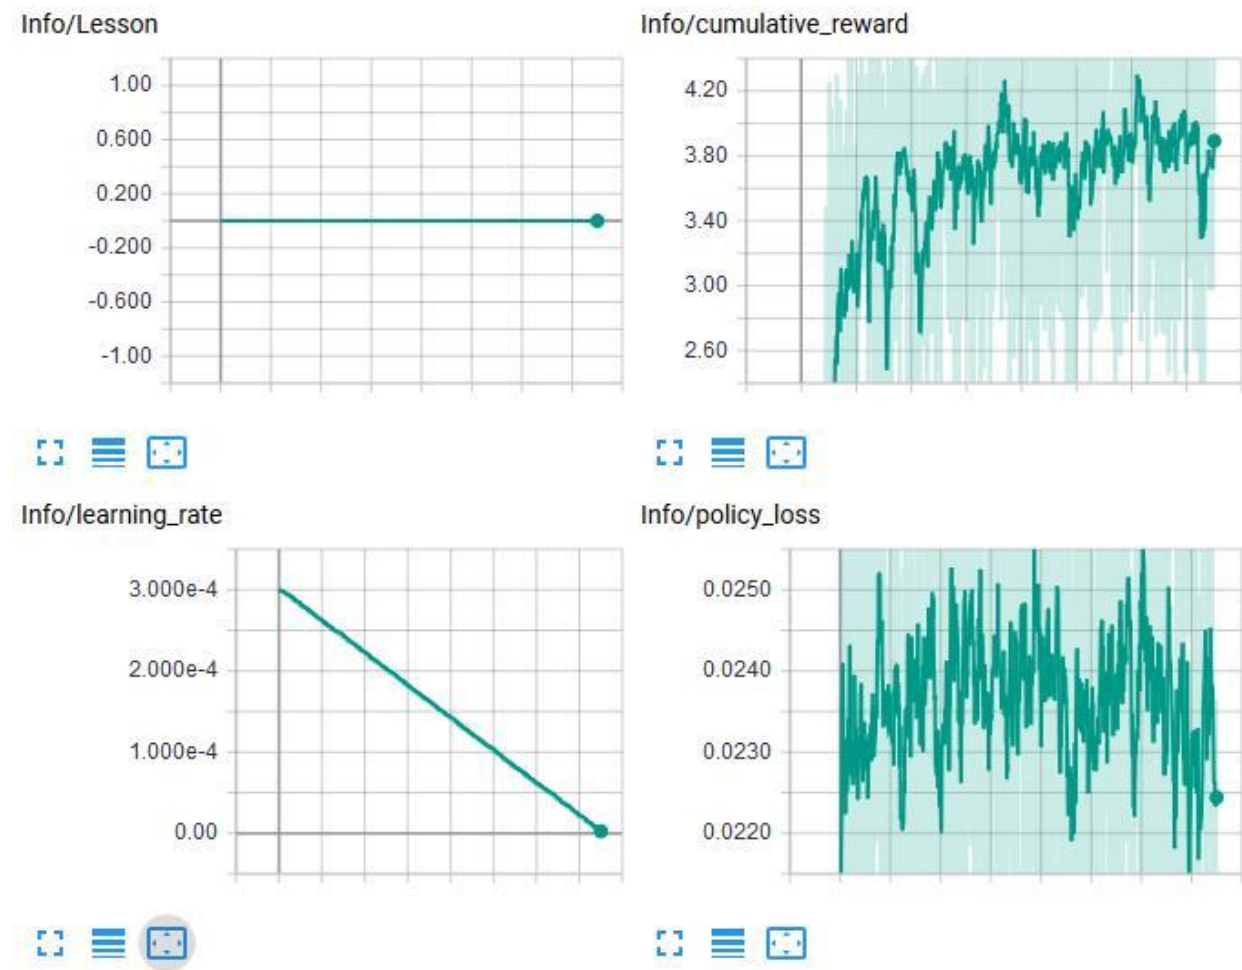 Info/Lesson
1.00
0.600
0.200
-0.200
-0.600
-1.00
Info/cumulative_reward
4.20
3.80
3.40
3.00
2.60
Info/learning_rate
3.000e-4
2.000e-4
1.000e-4
0.00
Info/policy_loss
0.0250
0.0240
0.0230
0.0220